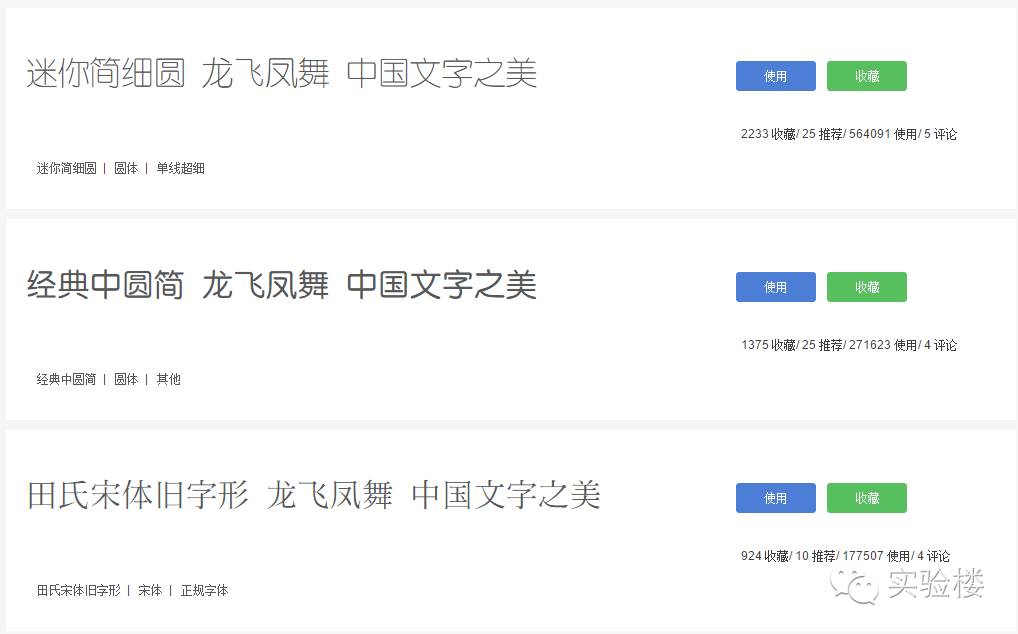 迷你简细圆 龙飞凤舞 中国文字之美
使用 收藏
2233 收藏/ 25 推荐/ 564091 使用/ 5 评论
迷你简细圆 | 圆体 | 单线超细
经典中圆简 龙飞凤舞 中国文字之美
使用 收藏
1375 收藏/ 25 推荐/ 271623 使用/ 4 评论
经典中圆简 | 圆体 | 其他
田氏宋体旧字形 龙飞凤舞 中国文字之美
使用 收藏
924 收藏/ 10 推荐/ 177507 使用/ 4 评论
田氏宋体旧字形 | 宋体 | 正规字体
实验楼